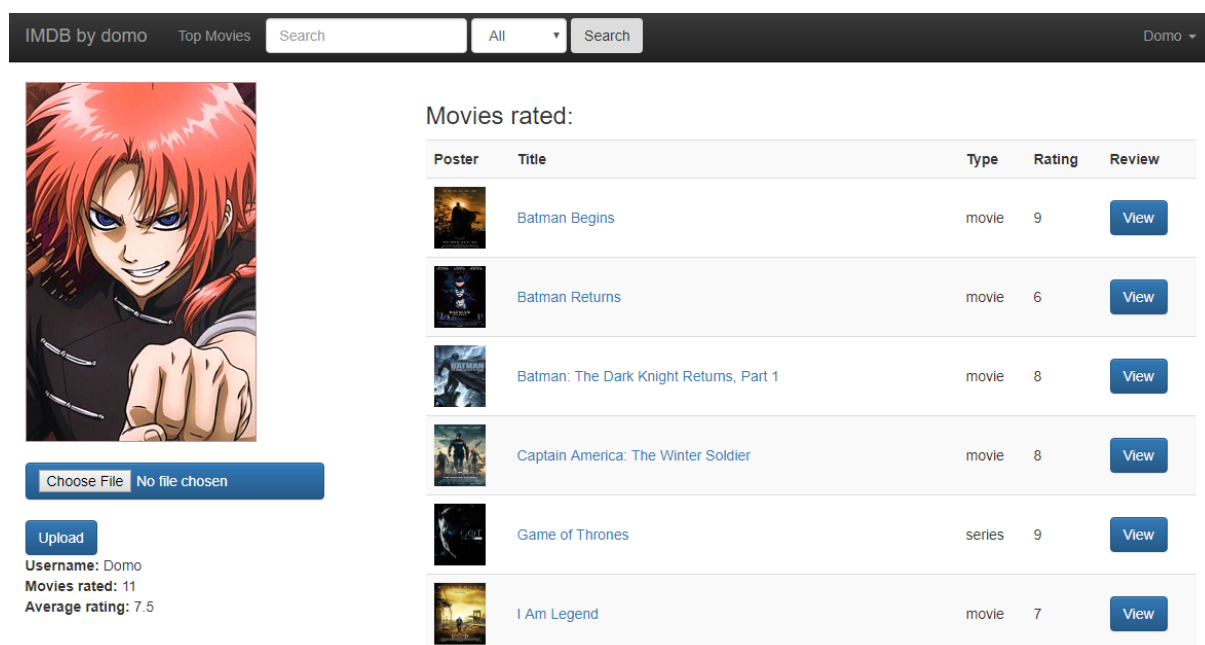 IMDB by domo Top Movies Search All Search Domo
Movies rated:
Poster Title Type Rating Review
Batman Begins movie 9 View
Batman Returns movie 6 View
Batman: The Dark Knight Returns, Part 1 movie 8 View
Captain America: The Winter Soldier movie 8 View
Game of Thrones series 9 View
I Am Legend movie 7 View
Choose File No file chosen
Upload
Username: Domo
Movies rated: 11
Average rating: 7.5